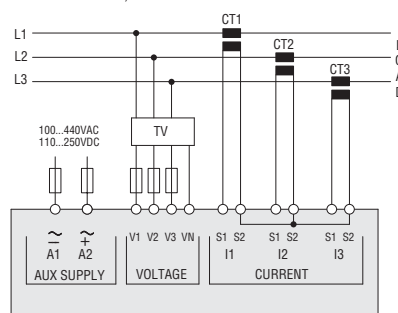 CT1
L1
CT2
L2
CT3
L3
100...440VAC
110...250VDC
TV
V1 V2 V3 VN S1 S2 S1 S2 S1 S2
A1 A2 I1 I2 I3
AUX SUPPLY VOLTAGE CURRENT